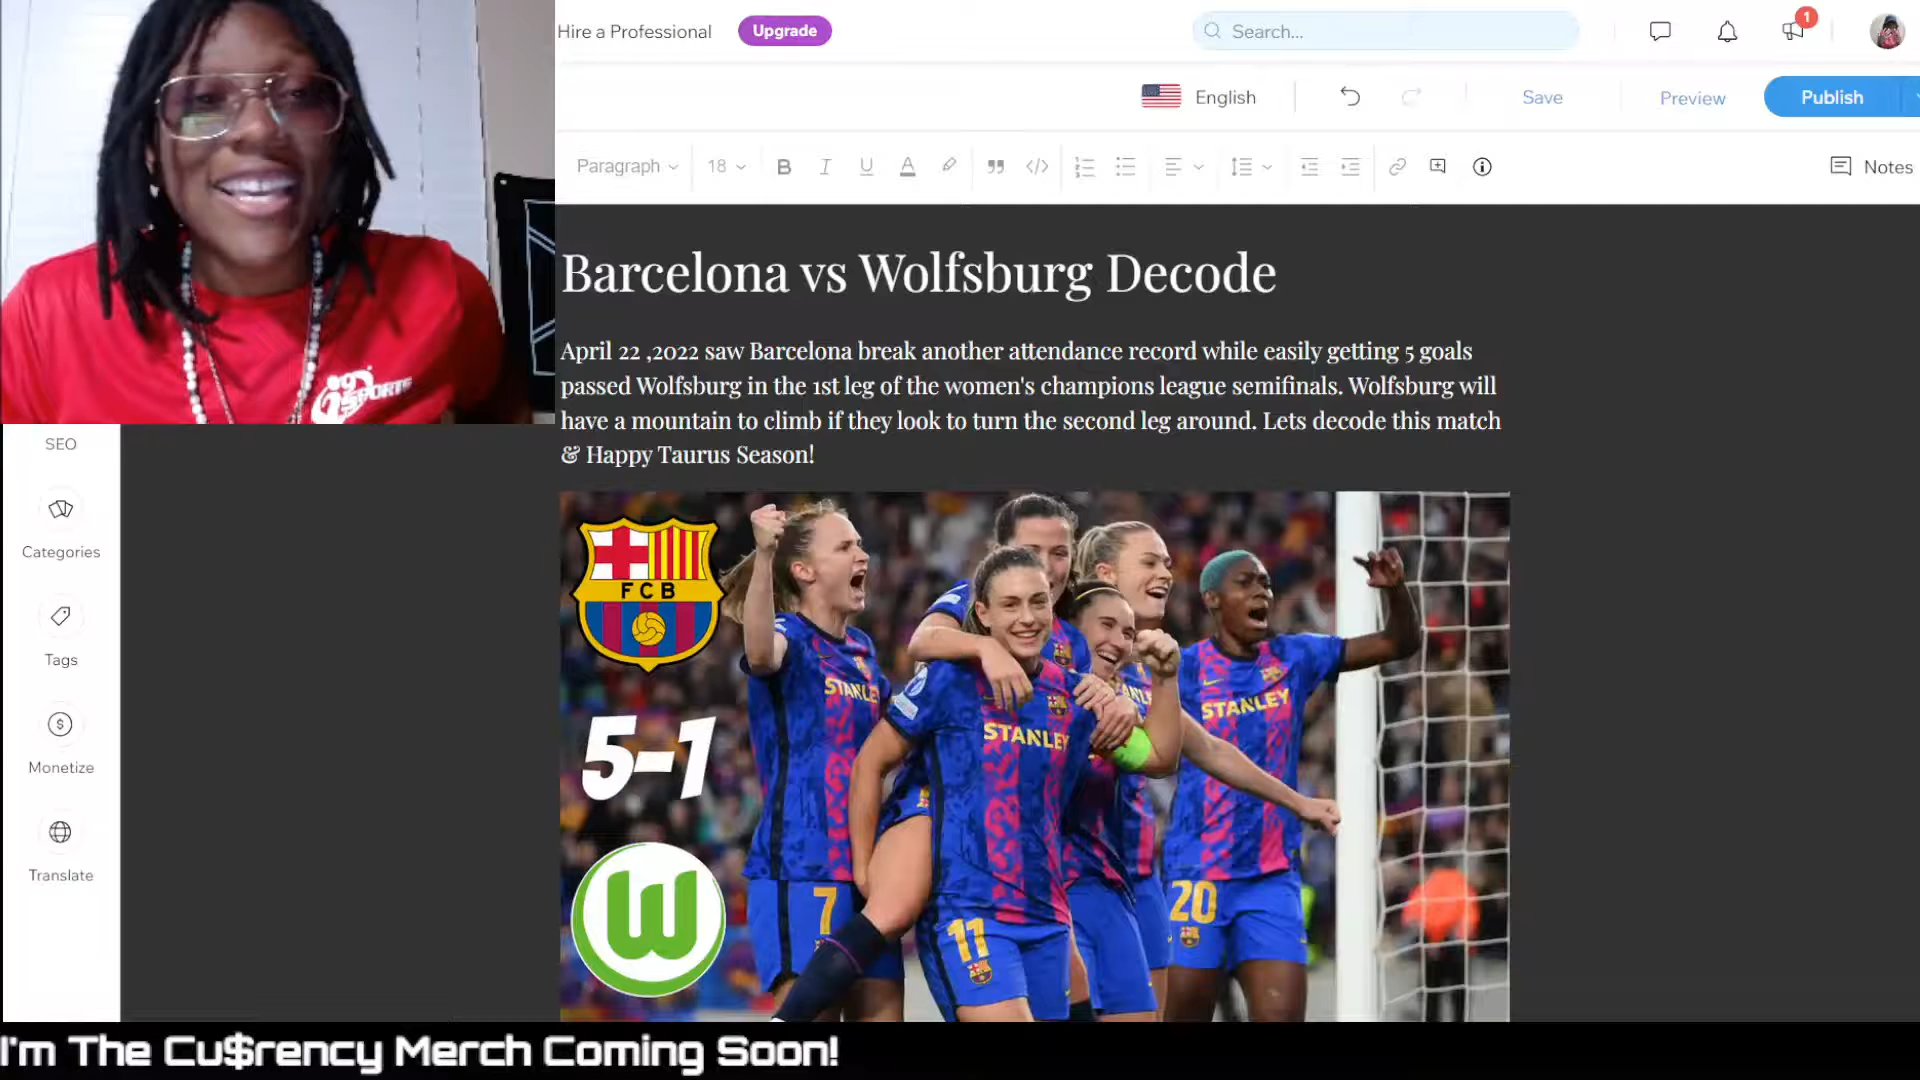 Hire a Professional
Upgrade
Search...
1
English
Save
Preview
Publish
Paragraph
18
B I U A
Notes
SPORTS
Barcelona vs Wolfsburg Decode
April 22 ,2022 saw Barcelona break another attendance record while easily getting 5 goals
passed Wolfsburg in the 1st leg of the women's champions league semifinals. Wolfsburg will
have a mountain to climb if they look to turn the second leg around. Lets decode this match
& Happy Taurus Season!
SEO
Categories
Tags
Monetize
Translate
FCB
5-1
W
STANLEY
STANLEY
STANLEY
7
11
20
I'm The Cu$rency Merch Coming Soon!